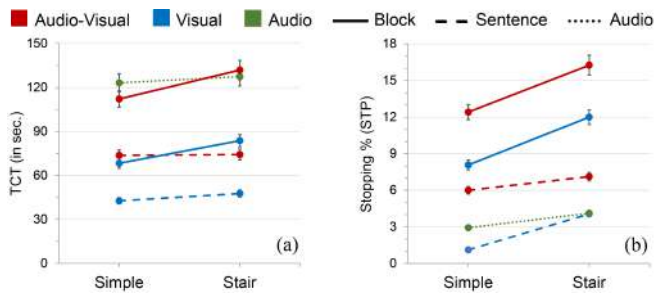 Audio-Visual Visual Audio Block Sentence Audio
150
120
90
60
30
0
TCT (in sec.)
Simple Stair
(a)
18
15
12
9
6
3
0
Stopping % (STP)
Simple Stair
(b)